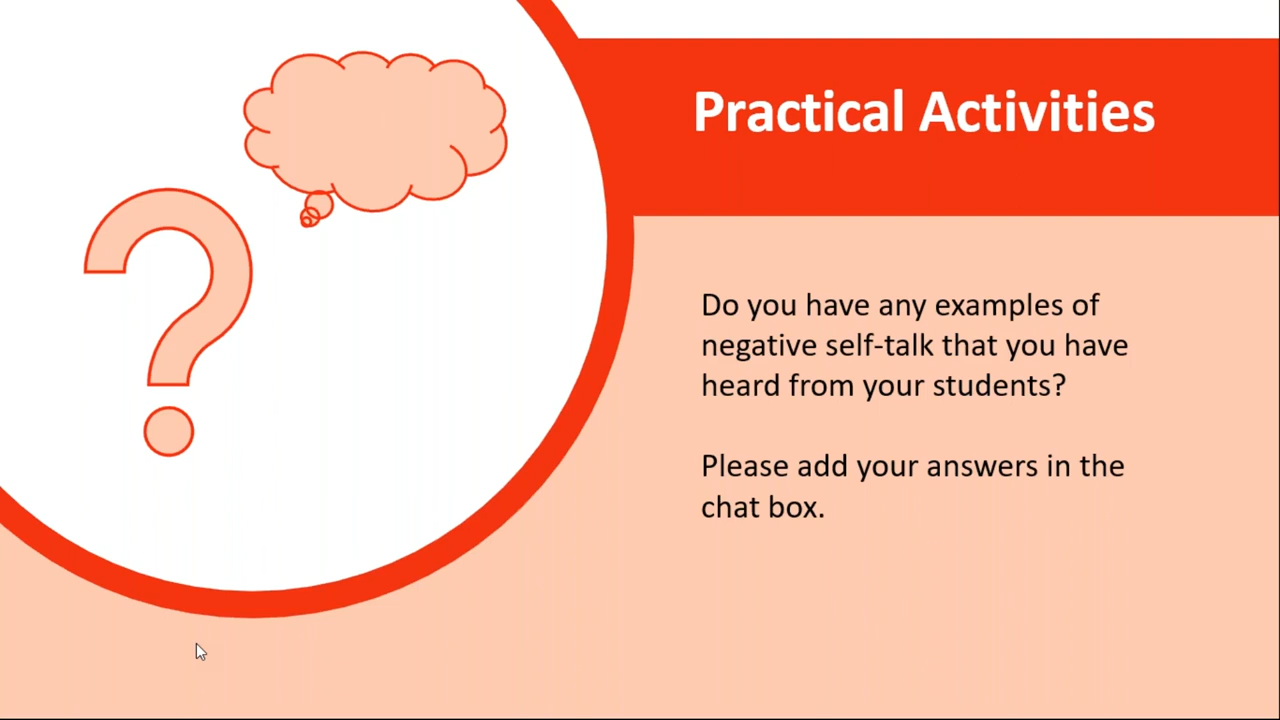 Practical Activities
Do you have any examples of
negative self-talk that you have
heard from your students?
Please add your answers in the
chat box.